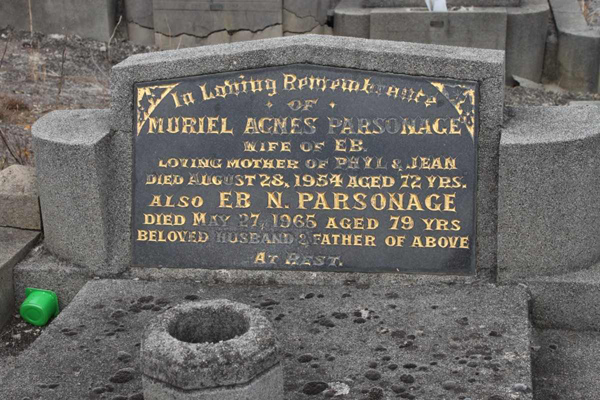 In Loving Remembrance
OF
MURIEL AGNES PARSONAGE
WIFE OF EB.
LOVING MOTHER OF PHYL & JEAN
DIED AUGUST 28, 1954 AGED 72 YRS.
ALSO EB N. PARSONAGE
DIED MAY 27, 1965 AGED 79 YRS
BELOVED HUSBAND & FATHER OF ABOVE
AT REST.